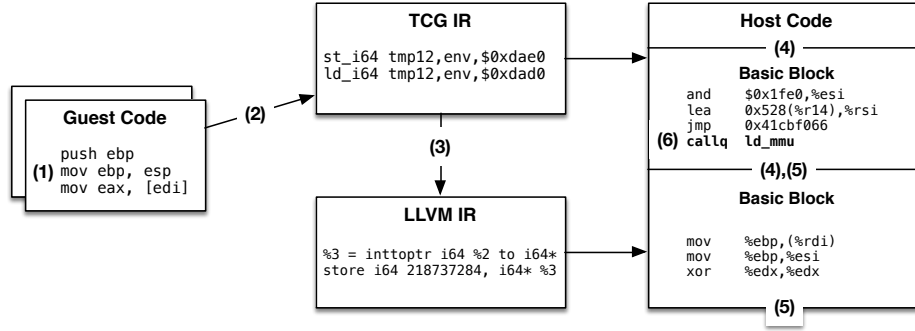 TCG IR
st_i64 tmp12,env,$0xdae0
ld_i64 tmp12,env,$0xdad0
Guest Code
push ebp
(1) mov ebp, esp
mov eax, [edi]
(2)
(3)
LLVM IR
%3 = inttoptr i64 %2 to i64*
store i64 218737284, i64* %3
Host Code
(4)
Basic Block
and $0x1fe0,%esi
lea 0x528(%r14),%rsi
jmp 0x41cbf066
(6) callq ld_mmu
(4),(5)
Basic Block
mov %ebp,(%rdi)
mov %ebp,%esi
xor %edx,%edx
(5)